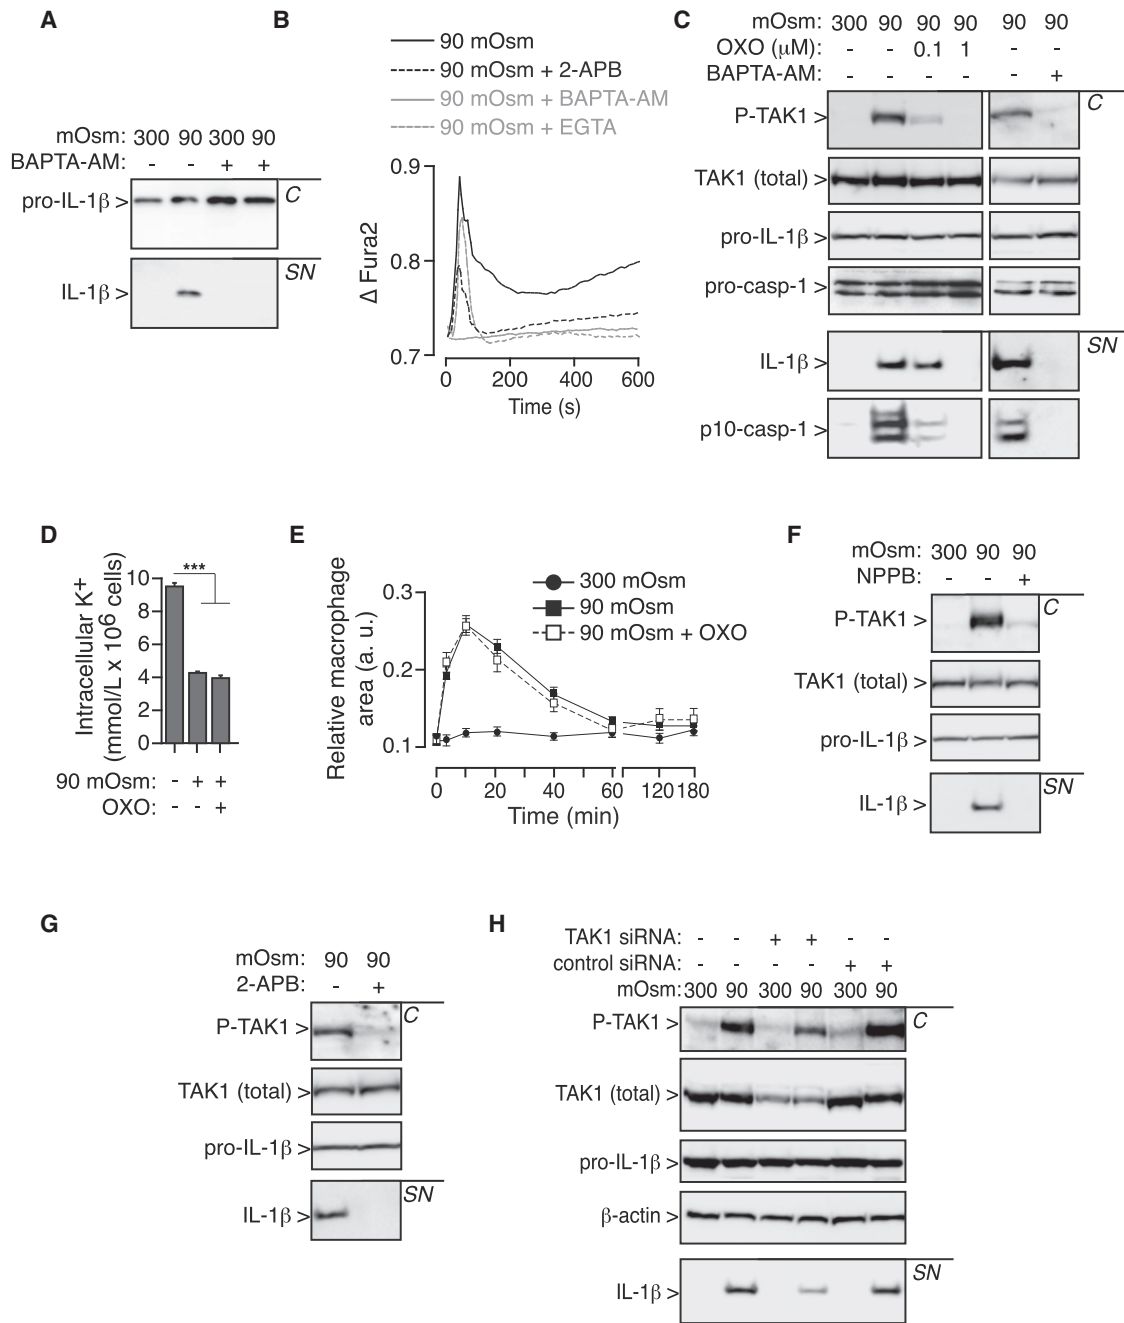 A
mOsm: 300 90 300 90
BAPTA-AM: - - + +
pro-IL-1β >
C
IL-1β >
SN
B
90 mOsm
90 mOsm + 2-APB
90 mOsm + BAPTA-AM
90 mOsm + EGTA
0.9
0.8
0.7
Δ Fura2
0 200 400 600
Time (s)
C
mOsm: 300 90 90 90 90 90
OXO (μM): - - 0.1 1 - -
BAPTA-AM: - - - - - +
P-TAK1 >
C
TAK1 (total) >
pro-IL-1β >
pro-casp-1 >
IL-1β >
SN
p10-casp-1 >
D
Intracellular K+
(mmol/L x 106 cells)
***
10
8
6
4
2
0
90 mOsm: - + +
OXO: - - +
E
Relative macrophage
area (a. u.)
300 mOsm
90 mOsm
90 mOsm + OXO
0.3
0.2
0.1
0 20 40 60 120 180
Time (min)
F
mOsm: 300 90 90
NPPB: - - +
P-TAK1 >
C
TAK1 (total) >
pro-IL-1β >
IL-1β >
SN
G
mOsm: 90 90
2-APB: - +
P-TAK1 >
C
TAK1 (total) >
pro-IL-1β >
IL-1β >
SN
H
TAK1 siRNA: - - + + - -
control siRNA: - - - - + +
mOsm: 300 90 300 90 300 90
P-TAK1 >
C
TAK1 (total) >
pro-IL-1β >
β-actin >
IL-1β >
SN